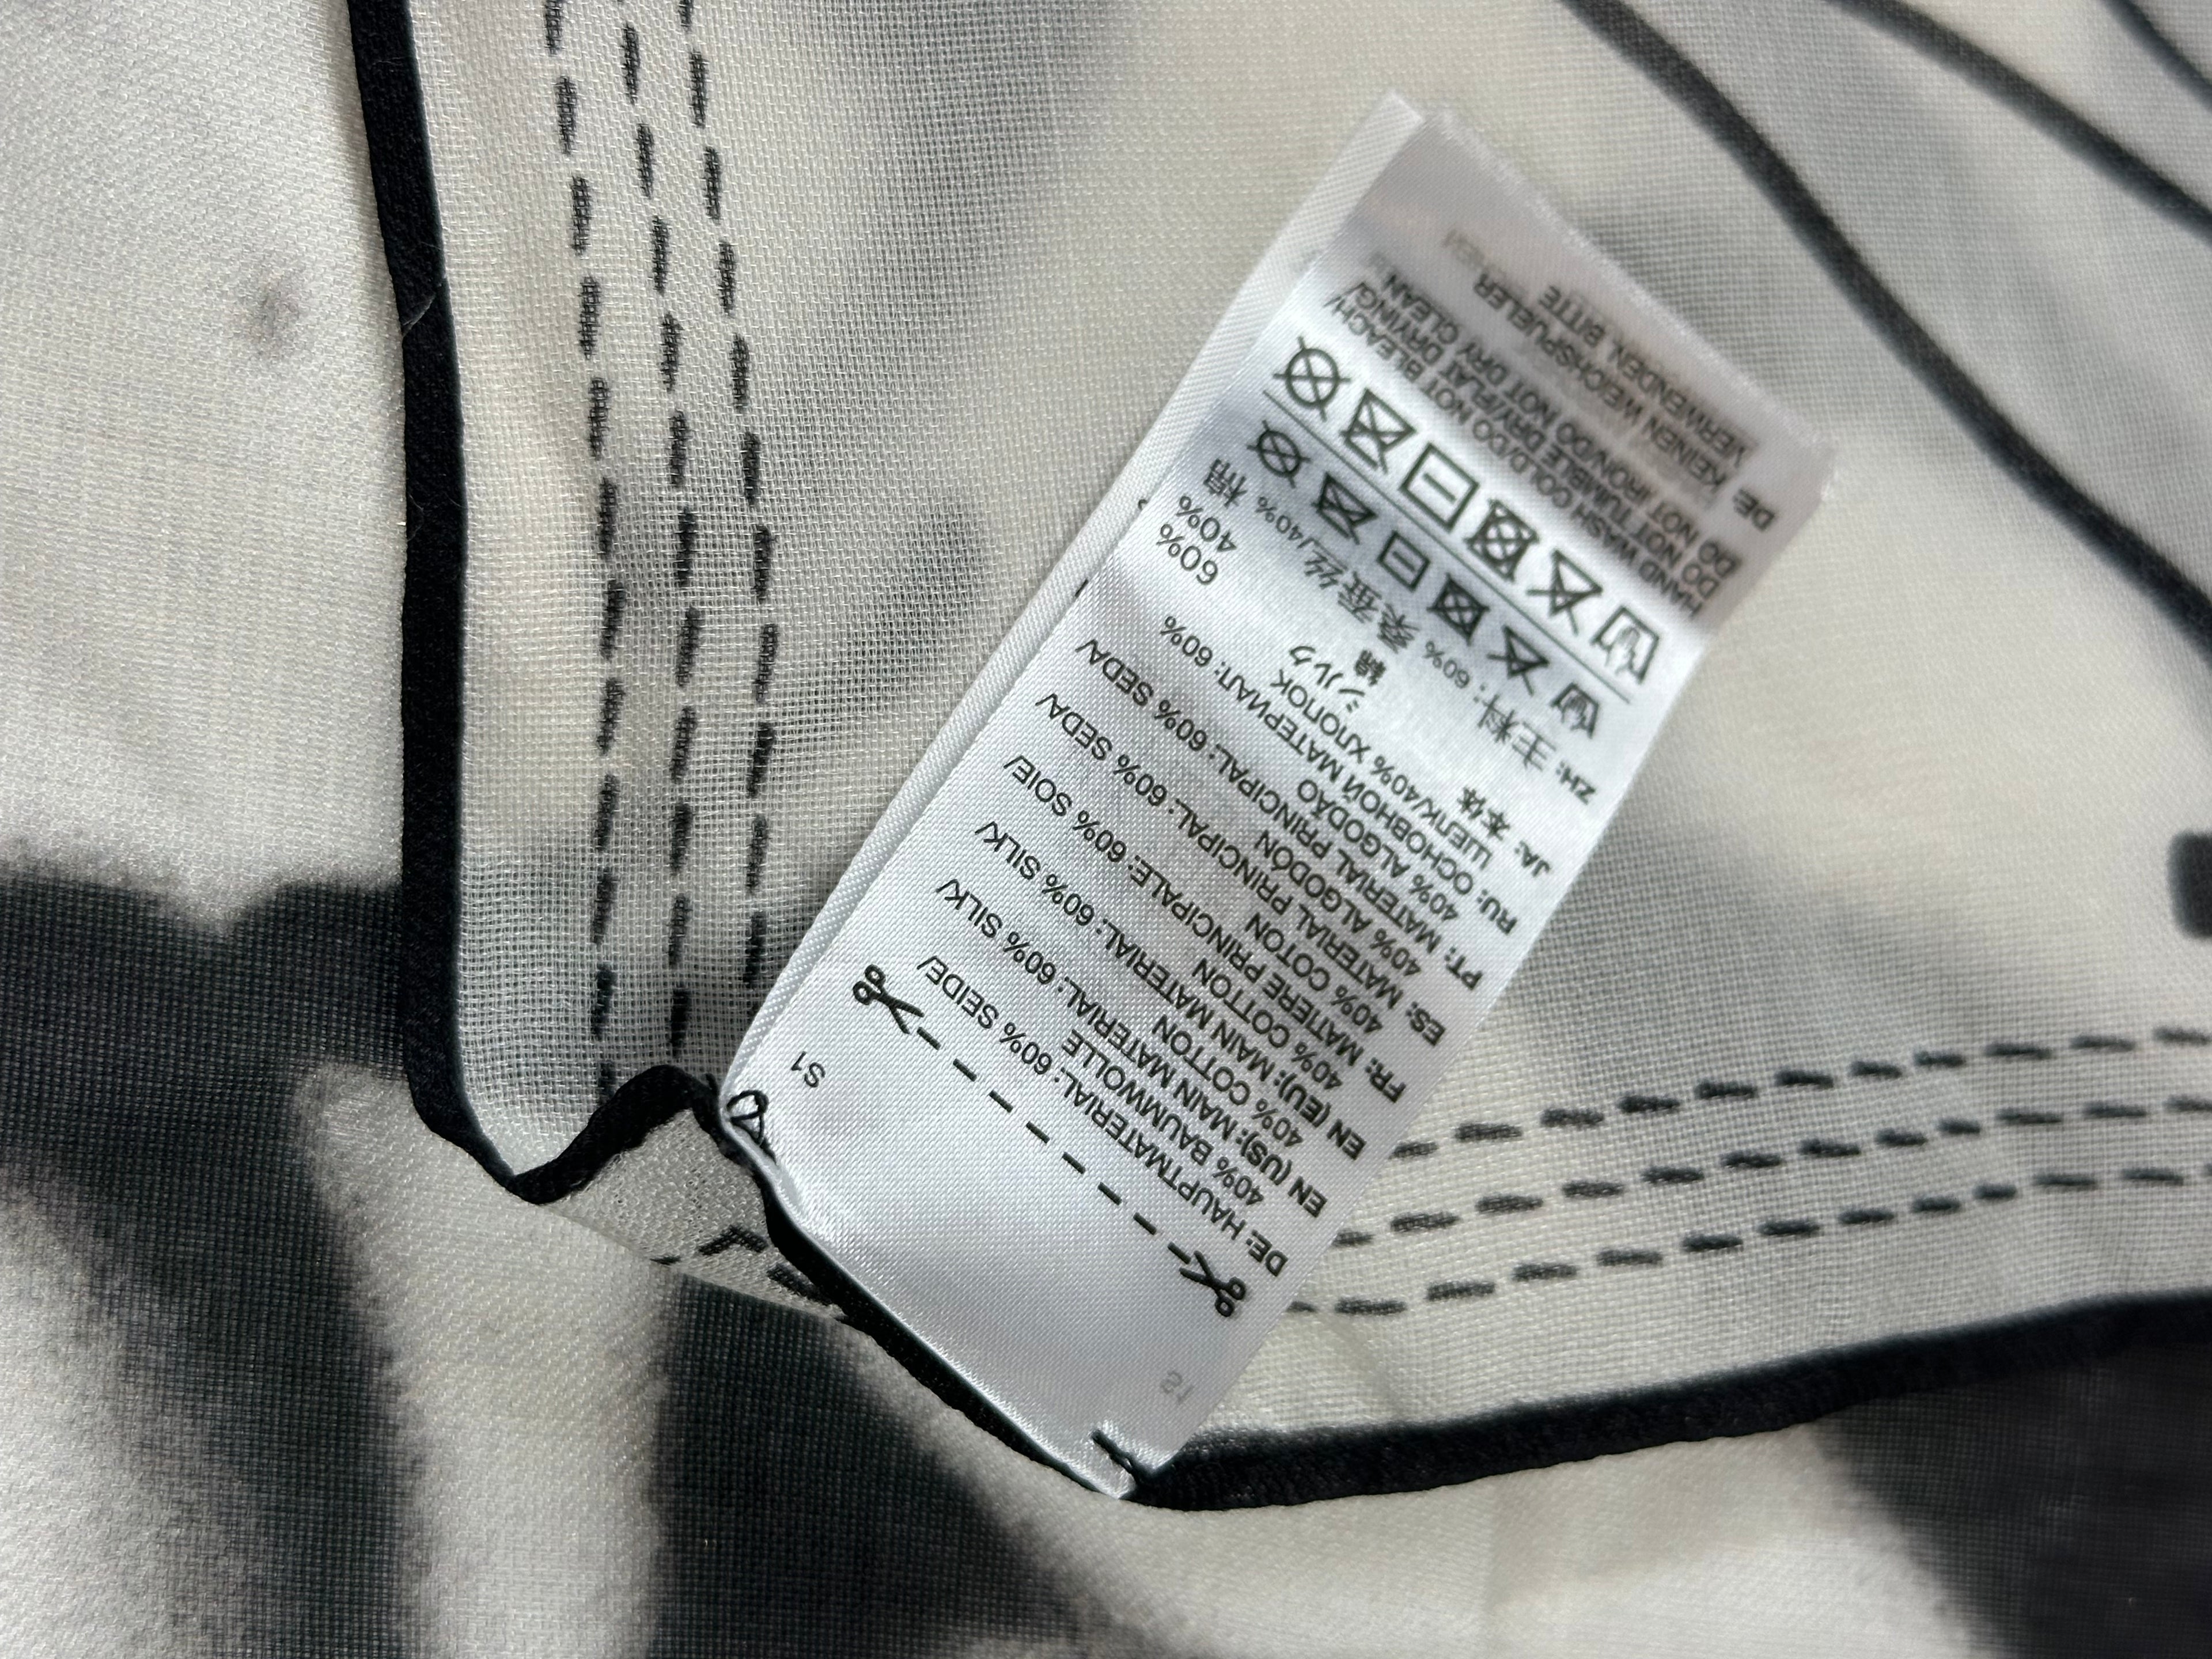 S1
DE: HAUPTMATERIAL: 60% SEIDE/
40% BAUMWOLLE
EN (US): MAIN MATERIAL: 60% SILK/
40% COTTON
EN (EU): MAIN MATERIAL: 60% SILK/
40% COTTON
FR: MATIERE PRINCIPALE: 60% SOIE/
40% COTON
ES: MATERIAL PRINCIPAL: 60% SEDA/
40% ALGODÓN
PT: MATERIAL PRINCIPAL: 60% SEDA/
40% ALGODÃO
RU: ОСНОВНОЙ МАТЕРИАЛ: 60%
ШЕЛК/40% ХЛОПОК
JA: 本体 シルク 60%
綿 40%
ZH: 主料: 60% 桑蚕丝/40% 棉
HAND WASH COLD/DO NOT BLEACH/
DO NOT TUMBLE DRY/FLAT DRYING/
DO NOT IRON/DO NOT DRY CLEAN
DE: KEINEN WEICHSPUELER
VERWENDEN. BITTE